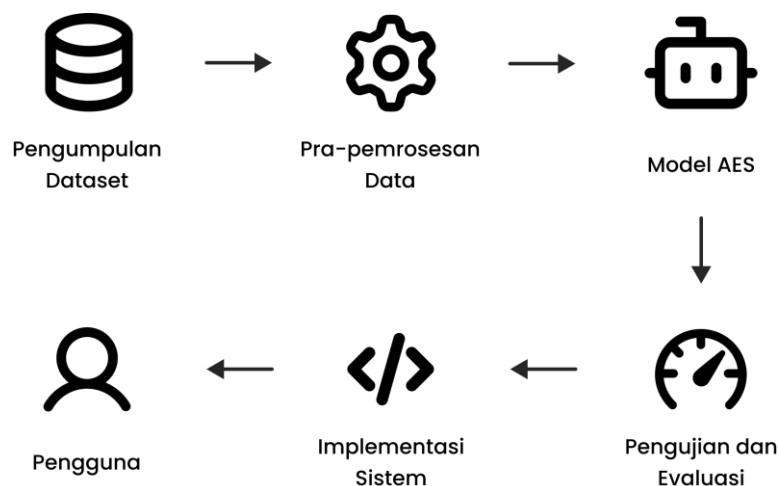 Pengumpulan
Dataset
Pra-pemrosesan
Data
Model AES
Pengguna
Implementasi
Sistem
Pengujian dan
Evaluasi